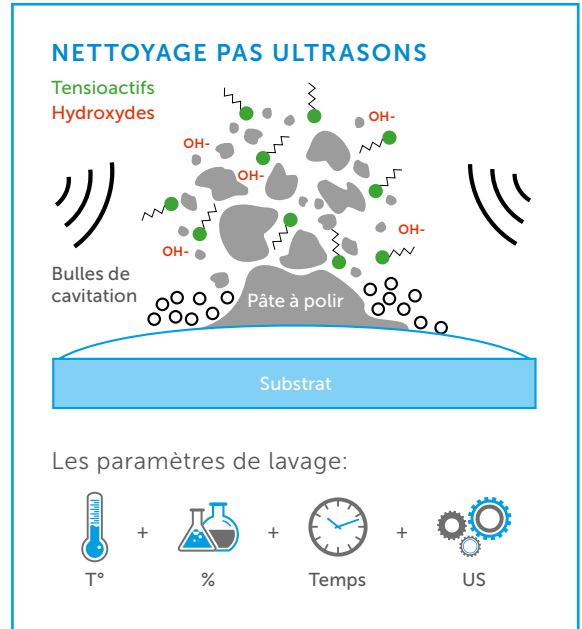 NETTOYAGE PAS ULTRASONS
Tensioactifs
Hydroxydes
OH-
OH-
OH-
OH-
OH-
Bulles de
cavitation
Pâte à polir
Substrat
Les paramètres de lavage:
+ + +
T° % Temps US